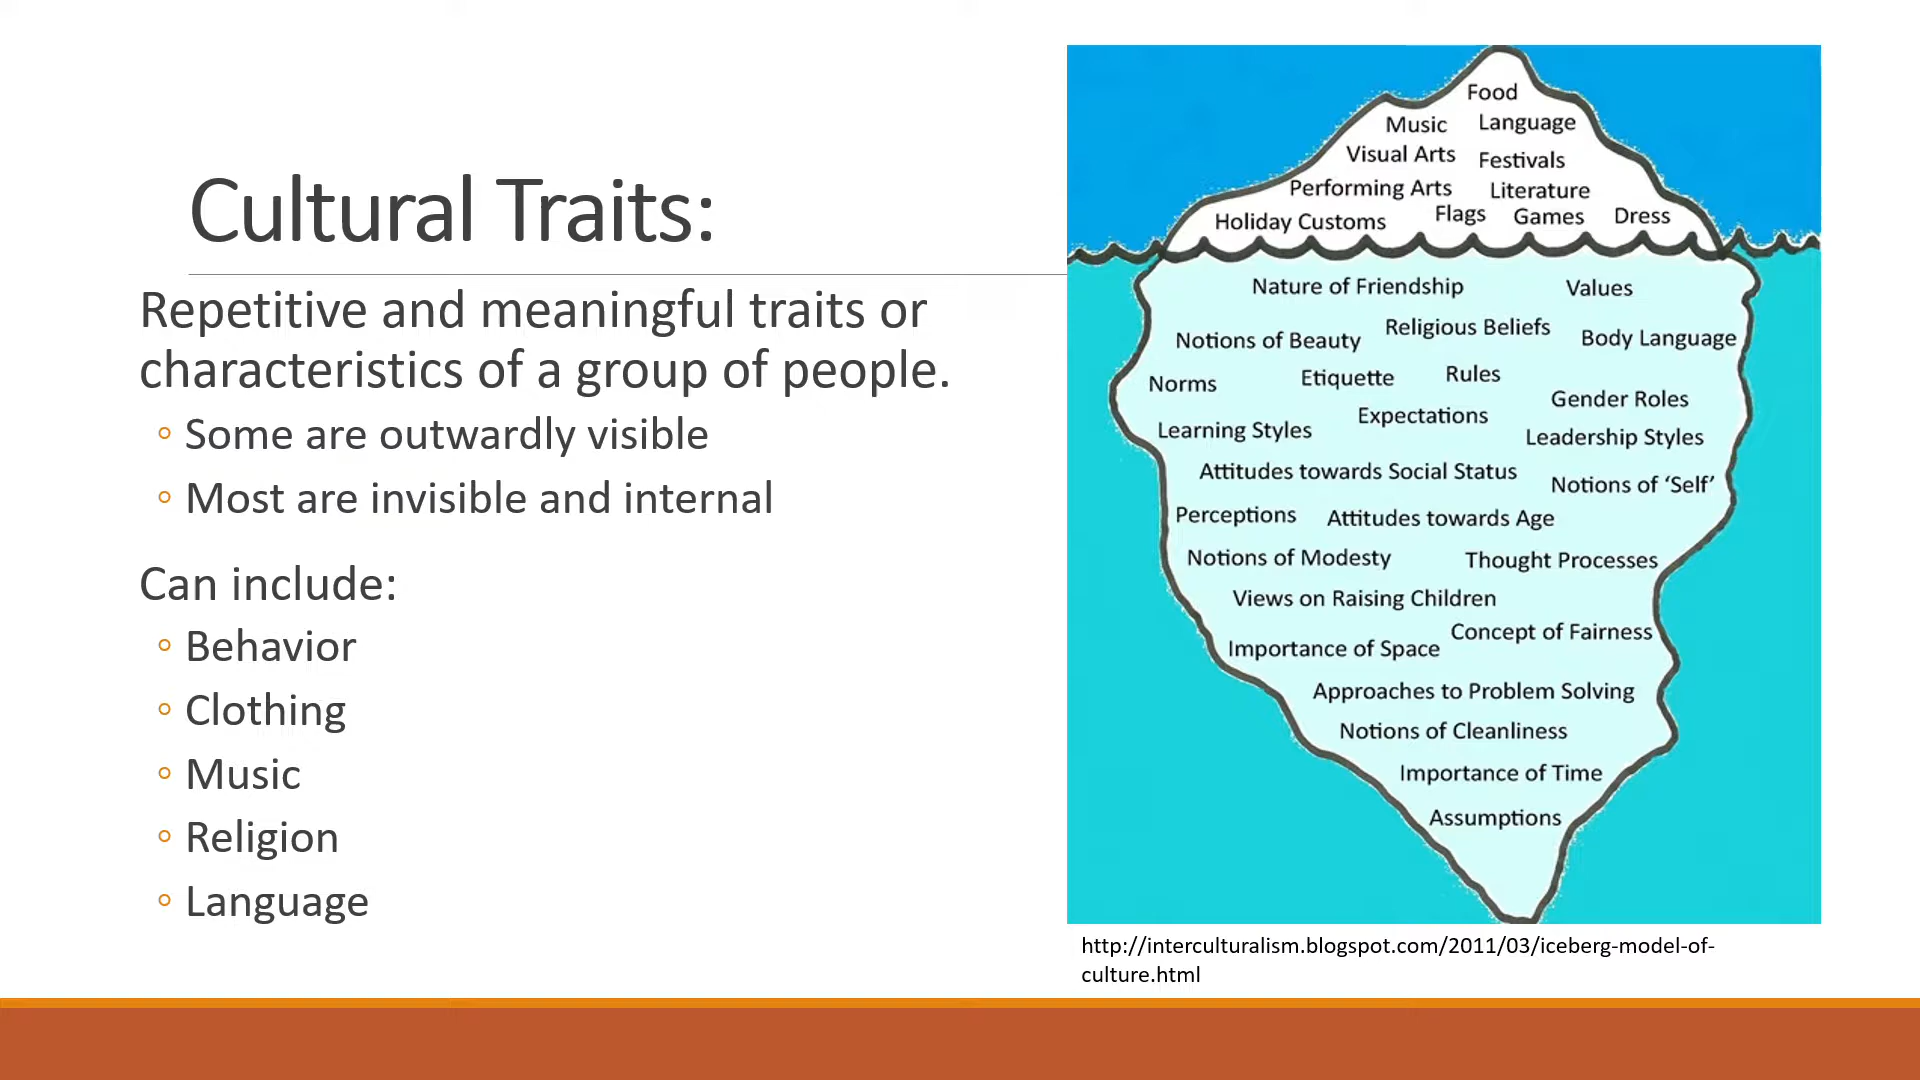 Cultural Traits:
Repetitive and meaningful traits or
characteristics of a group of people.
Some are outwardly visible
Most are invisible and internal
Can include:
Behavior
Clothing
Music
Religion
Language
Food
Music Language
Visual Arts Festivals
Performing Arts Literature
Holiday Customs Flags Games Dress
Nature of Friendship Values
Notions of Beauty Religious Beliefs Body Language
Norms Etiquette Rules
Gender Roles
Expectations
Learning Styles Leadership Styles
Attitudes towards Social Status Notions of ‘Self’
Perceptions Attitudes towards Age
Notions of Modesty Thought Processes
Views on Raising Children
Importance of Space Concept of Fairness
Approaches to Problem Solving
Notions of Cleanliness
Importance of Time
Assumptions
http://interculturalism.blogspot.com/2011/03/iceberg-model-of-
culture.html